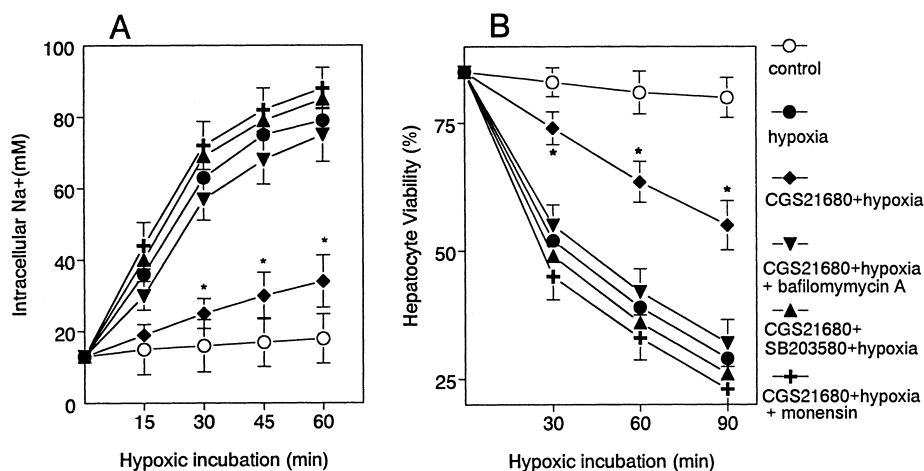 A
Intracellular Na+(mM)
100
80
60
40
20
0
*
*
*
15 30 45 60
Hypoxic incubation (min)
B
Hepatocyte Viability (%)
75
50
25
*
*
*
30 60 90
Hypoxic incubation (min)
control
hypoxia
CGS21680+hypoxia
CGS21680+hypoxia
+ bafilomymycin A
CGS21680+
SB203580+hypoxia
CGS21680+hypoxia
+ monensin